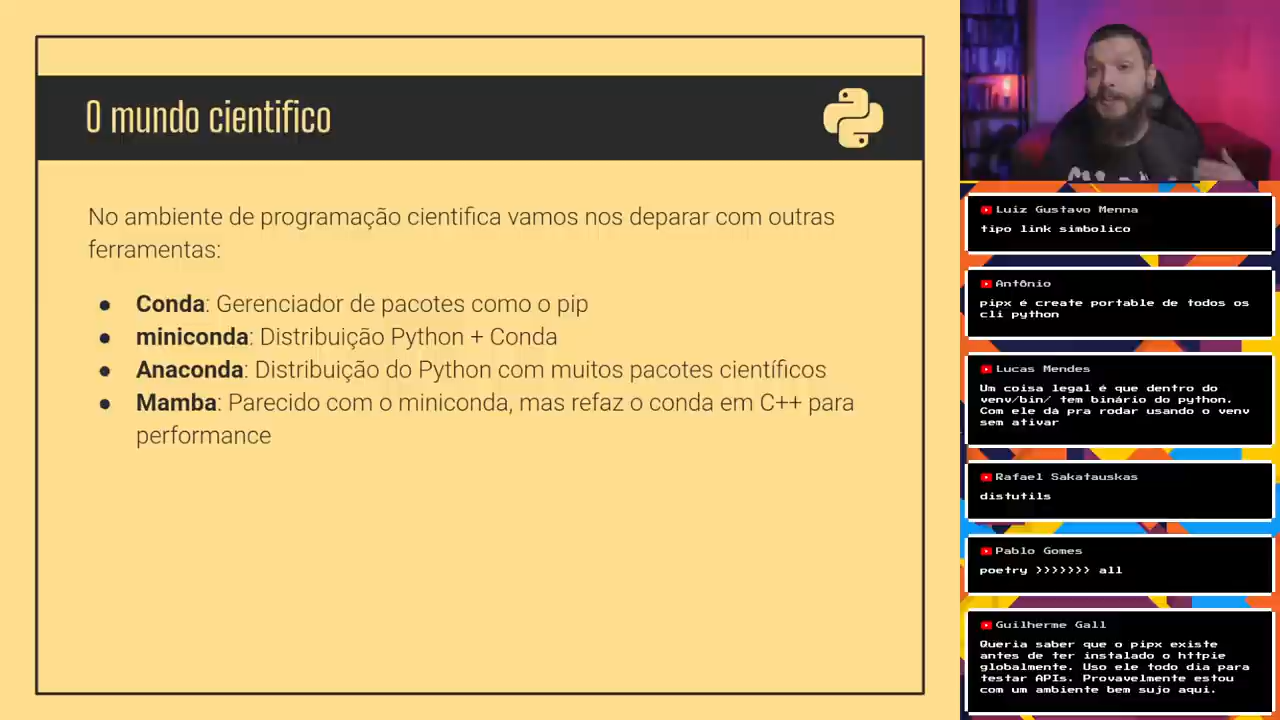 O mundo cientifico
No ambiente de programação cientifica vamos nos deparar com outras
ferramentas:
● Conda: Gerenciador de pacotes como o pip
● miniconda: Distribuição Python + Conda
● Anaconda: Distribuição do Python com muitos pacotes científicos
● Mamba: Parecido com o miniconda, mas refaz o conda em C++ para
performance
Luiz Gustavo Menna
tipo link simbolico
Antônio
pipx é create portable de todos os
cli python
Lucas Mendes
Um coisa legal é que dentro do
venv/bin/ tem binário do python.
Com ele dá pra rodar usando o venv
sem ativar
Rafael Sakatauskas
distutils
Pablo Gomes
poetry >>>>>>> all
Guilherme Gall
Queria saber que o pipx existe
antes de ter instalado o httpie
globalmente. Uso ele todo dia para
testar APIs. Provavelmente estou
com um ambiente bem sujo aqui.